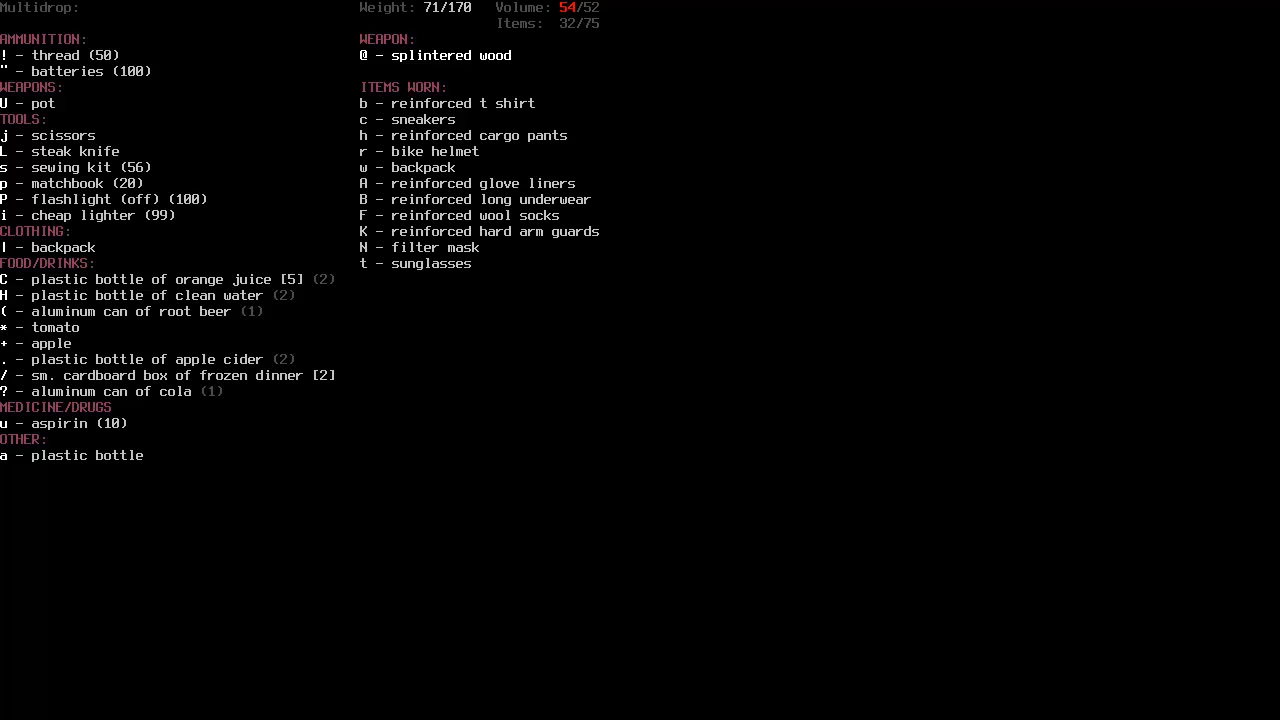 Multidrop:
Weight: 71/170 Volume: 54/52
Items: 32/75
AMMUNITION:
! - thread (50)
" - batteries (100)
WEAPONS:
U - pot
TOOLS:
j - scissors
L - steak knife
s - sewing kit (56)
p - matchbook (20)
P - flashlight (off) (100)
i - cheap lighter (99)
CLOTHING:
l - backpack
FOOD/DRINKS:
C - plastic bottle of orange juice [5] (2)
H - plastic bottle of clean water (2)
( - aluminum can of root beer (1)
* - tomato
+ - apple
. - plastic bottle of apple cider (2)
/ - sm. cardboard box of frozen dinner [2]
? - aluminum can of cola (1)
MEDICINE/DRUGS
u - aspirin (10)
OTHER:
a - plastic bottle
WEAPON:
@ - splintered wood
ITEMS WORN:
b - reinforced t shirt
c - sneakers
h - reinforced cargo pants
r - bike helmet
w - backpack
A - reinforced glove liners
B - reinforced long underwear
F - reinforced wool socks
K - reinforced hard arm guards
N - filter mask
t - sunglasses